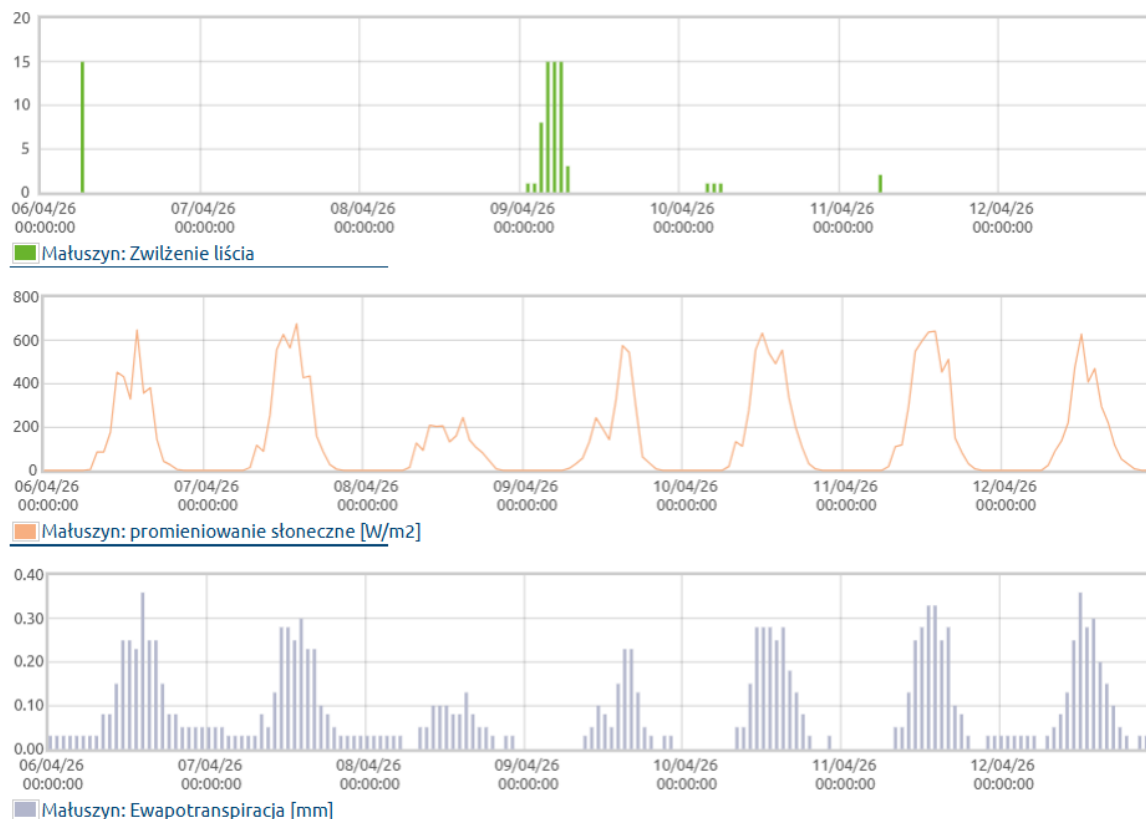 20
15
10
5
0
06/04/26 07/04/26 08/04/26 09/04/26 10/04/26 11/04/26 12/04/26
00:00:00 00:00:00 00:00:00 00:00:00 00:00:00 00:00:00 00:00:00
Małuszyn: Zwilżenie liścia
800
600
400
200
0
06/04/26 07/04/26 08/04/26 09/04/26 10/04/26 11/04/26 12/04/26
00:00:00 00:00:00 00:00:00 00:00:00 00:00:00 00:00:00 00:00:00
Małuszyn: promieniowanie słoneczne [W/m2]
0.40
0.30
0.20
0.10
0.00
06/04/26 07/04/26 08/04/26 09/04/26 10/04/26 11/04/26 12/04/26
00:00:00 00:00:00 00:00:00 00:00:00 00:00:00 00:00:00 00:00:00
Małuszyn: Ewapotranspiracja [mm]